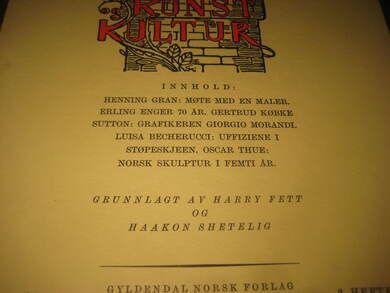 KUNST
OG
KULTUR
INNHOLD:
HENNING GRAN: MØTE MED EN MALER.
ERLING ENGER 70 ÅR. GERTRUD KØBKE
SUTTON: GRAFIKEREN GIORGIO MORANDI.
LUISA BECHERUCCI: UFFIZIENE I
STØPESKJEEN, OSCAR THUE:
NORSK SKULPTUR I FEMTI ÅR.
GRUNNLAGT AV HARRY FETT
OG
HAAKON SHETELIG
GYLDENDAL NORSK FORLAG